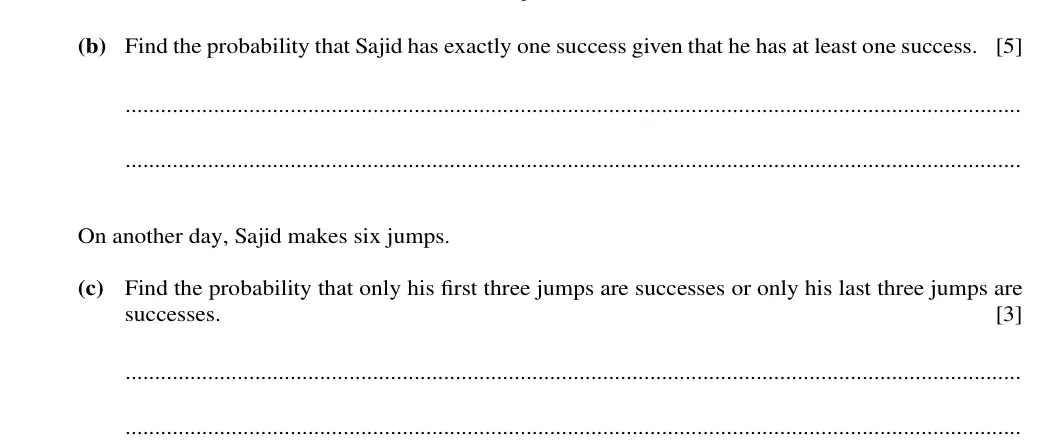 (b) Find the probability that Sajid has exactly one success given that he has at least one success. [5]
On another day, Sajid makes six jumps.
(c) Find the probability that only his first three jumps are successes or only his last three jumps are
successes. [3]